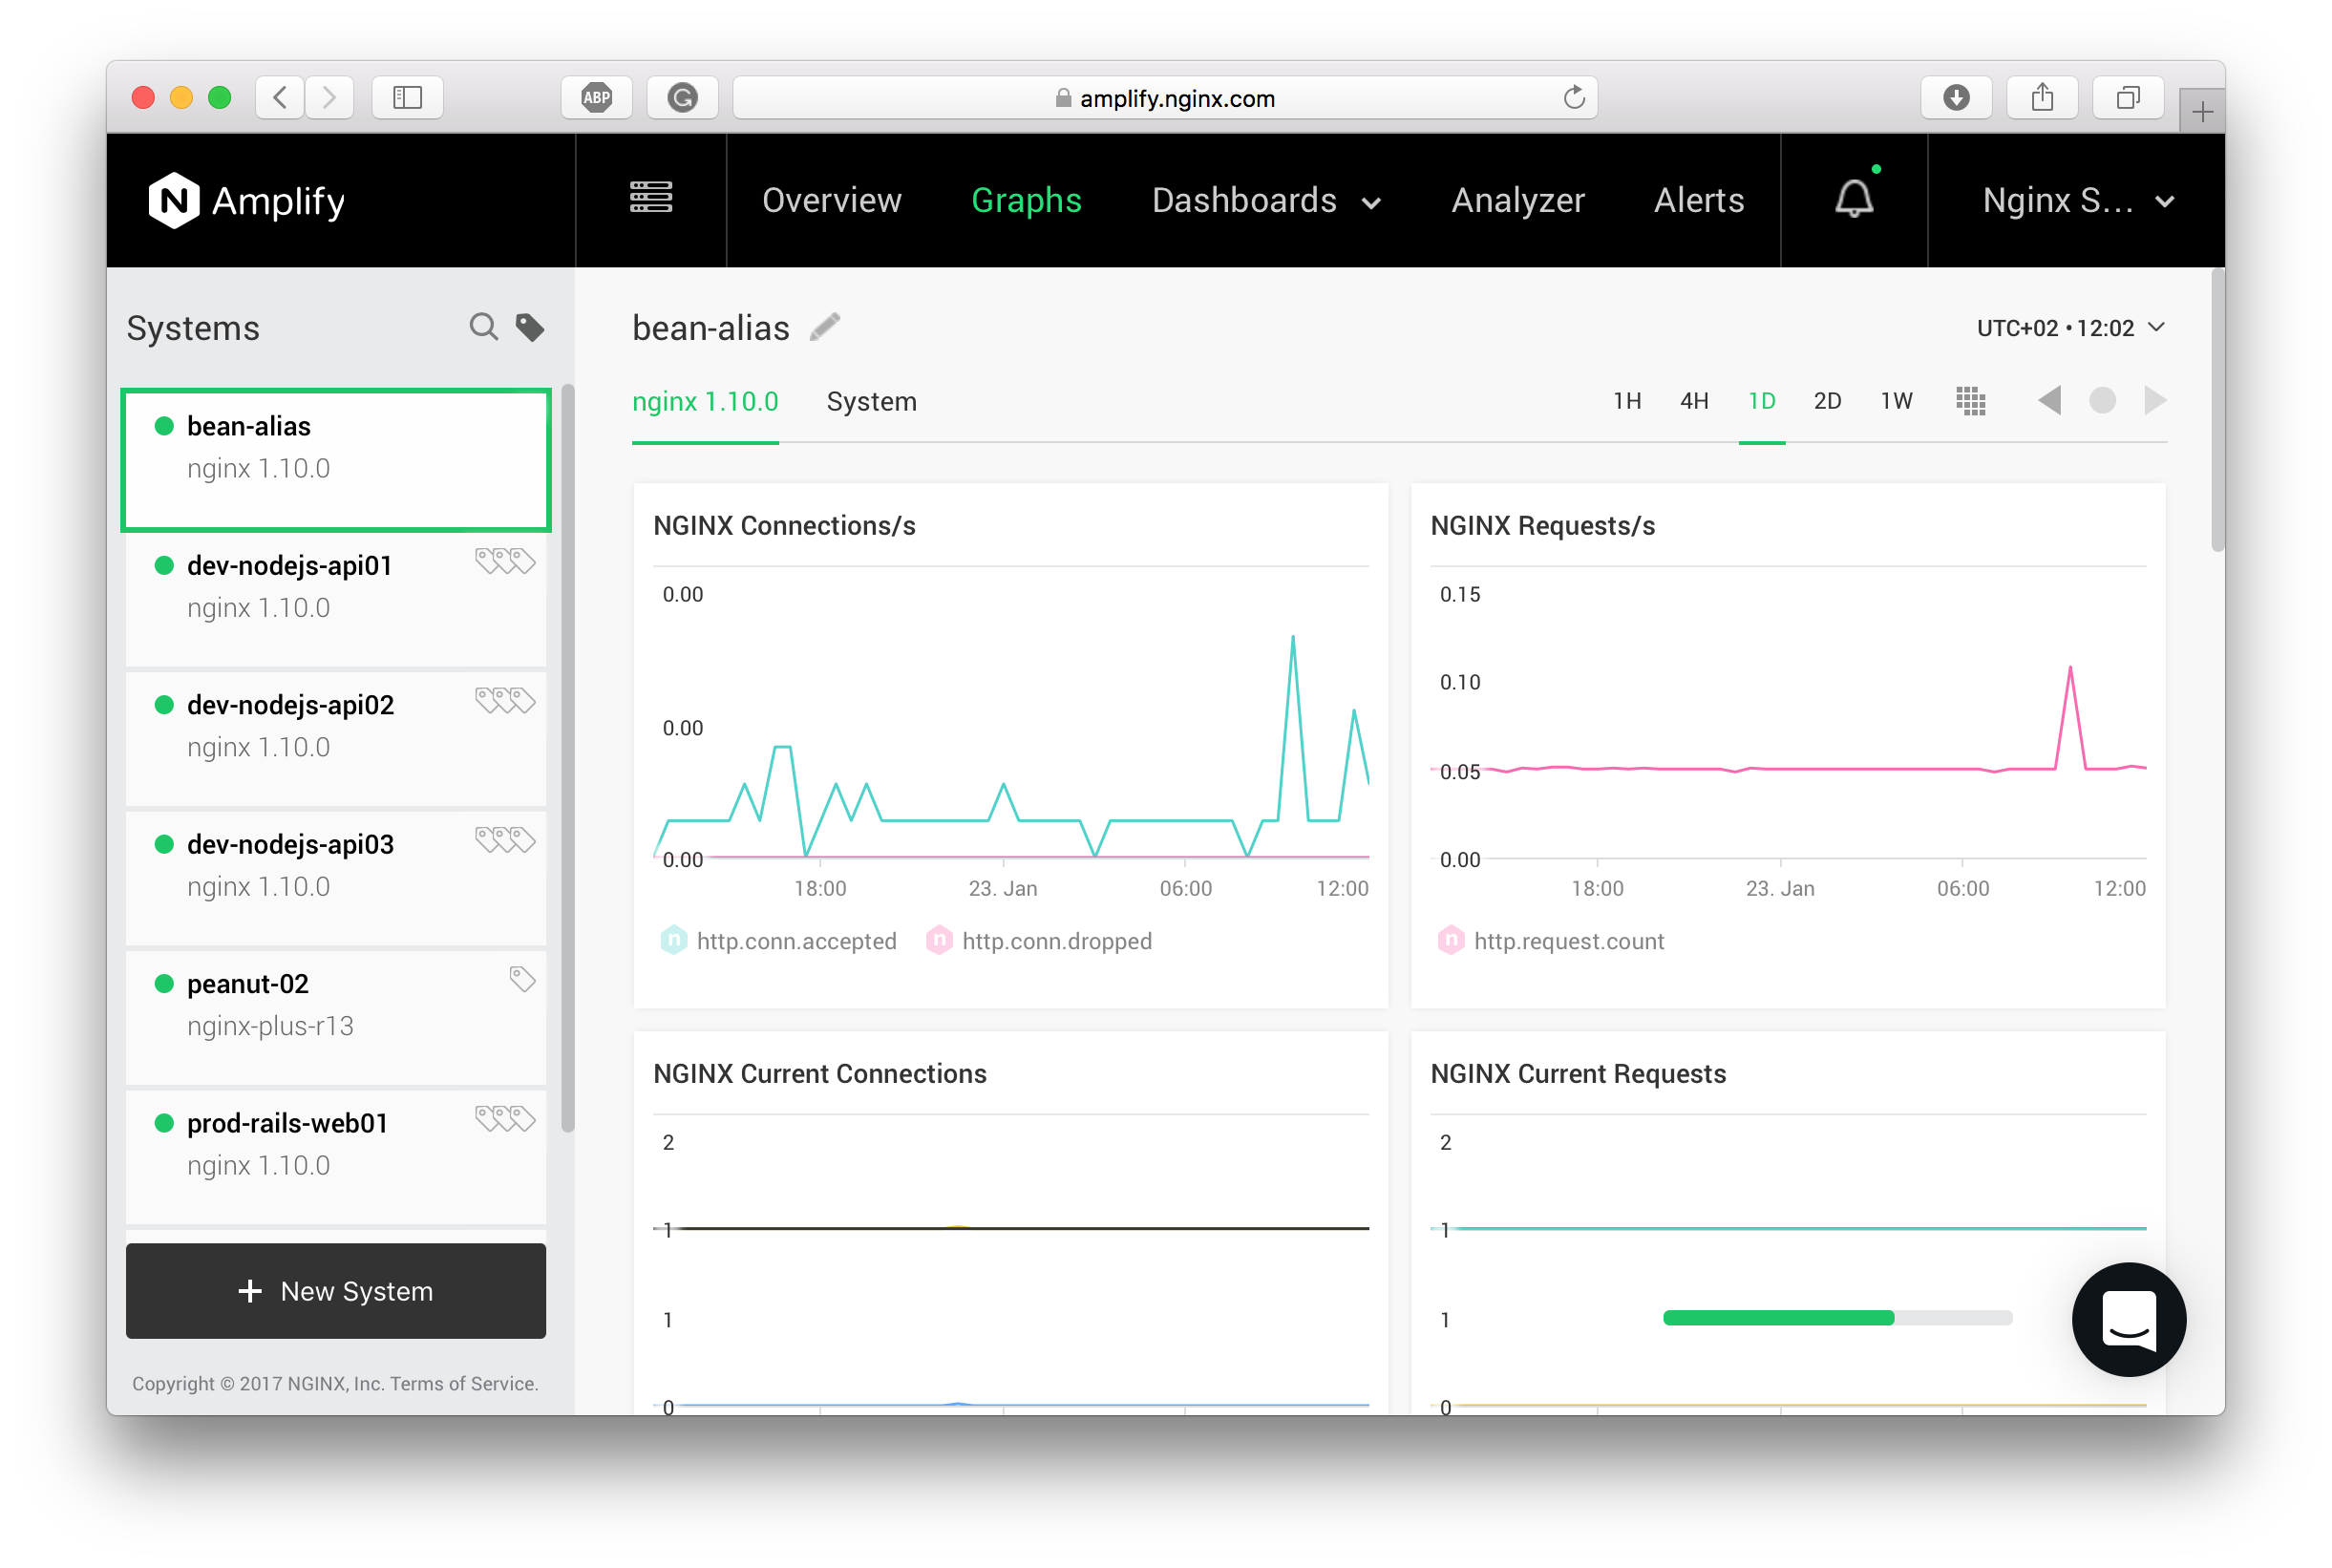 ABP
amplify.nginx.com
N Amplify
Overview
Graphs
Dashboards
Analyzer
Alerts
Nginx S...
Systems
bean-alias
nginx 1.10.0
dev-nodejs-api01
nginx 1.10.0
dev-nodejs-api02
nginx 1.10.0
dev-nodejs-api03
nginx 1.10.0
peanut-02
nginx-plus-r13
prod-rails-web01
nginx 1.10.0
+ New System
Copyright © 2017 NGINX, Inc. Terms of Service.
bean-alias
UTC+02 • 12:02
nginx 1.10.0
System
1H 4H 1D 2D 1W
NGINX Connections/s
0.00
0.00
0.00
18:00 23. Jan 06:00 12:00
n http.conn.accepted n http.conn.dropped
NGINX Requests/s
0.15
0.10
0.05
0.00
18:00 23. Jan 06:00 12:00
n http.request.count
NGINX Current Connections
2
1
1
0
NGINX Current Requests
2
1
1
0